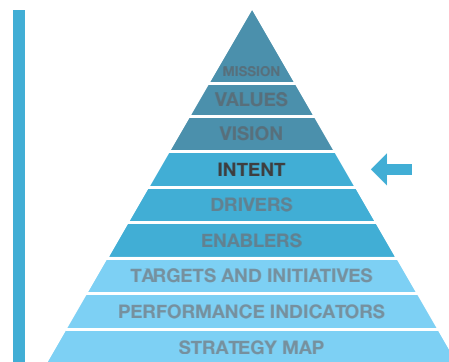 MISSION
VALUES
VISION
INTENT
DRIVERS
ENABLERS
TARGETS AND INITIATIVES
PERFORMANCE INDICATORS
STRATEGY MAP